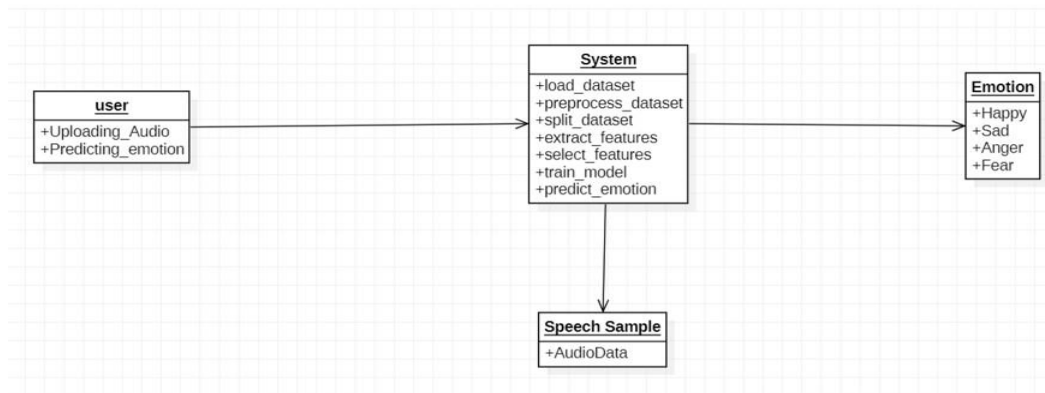 user
+Uploading_Audio
+Predicting_emotion
System
+load_dataset
+preprocess_dataset
+split_dataset
+extract_features
+select_features
+train_model
+predict_emotion
Emotion
+Happy
+Sad
+Anger
+Fear
Speech Sample
+AudioData